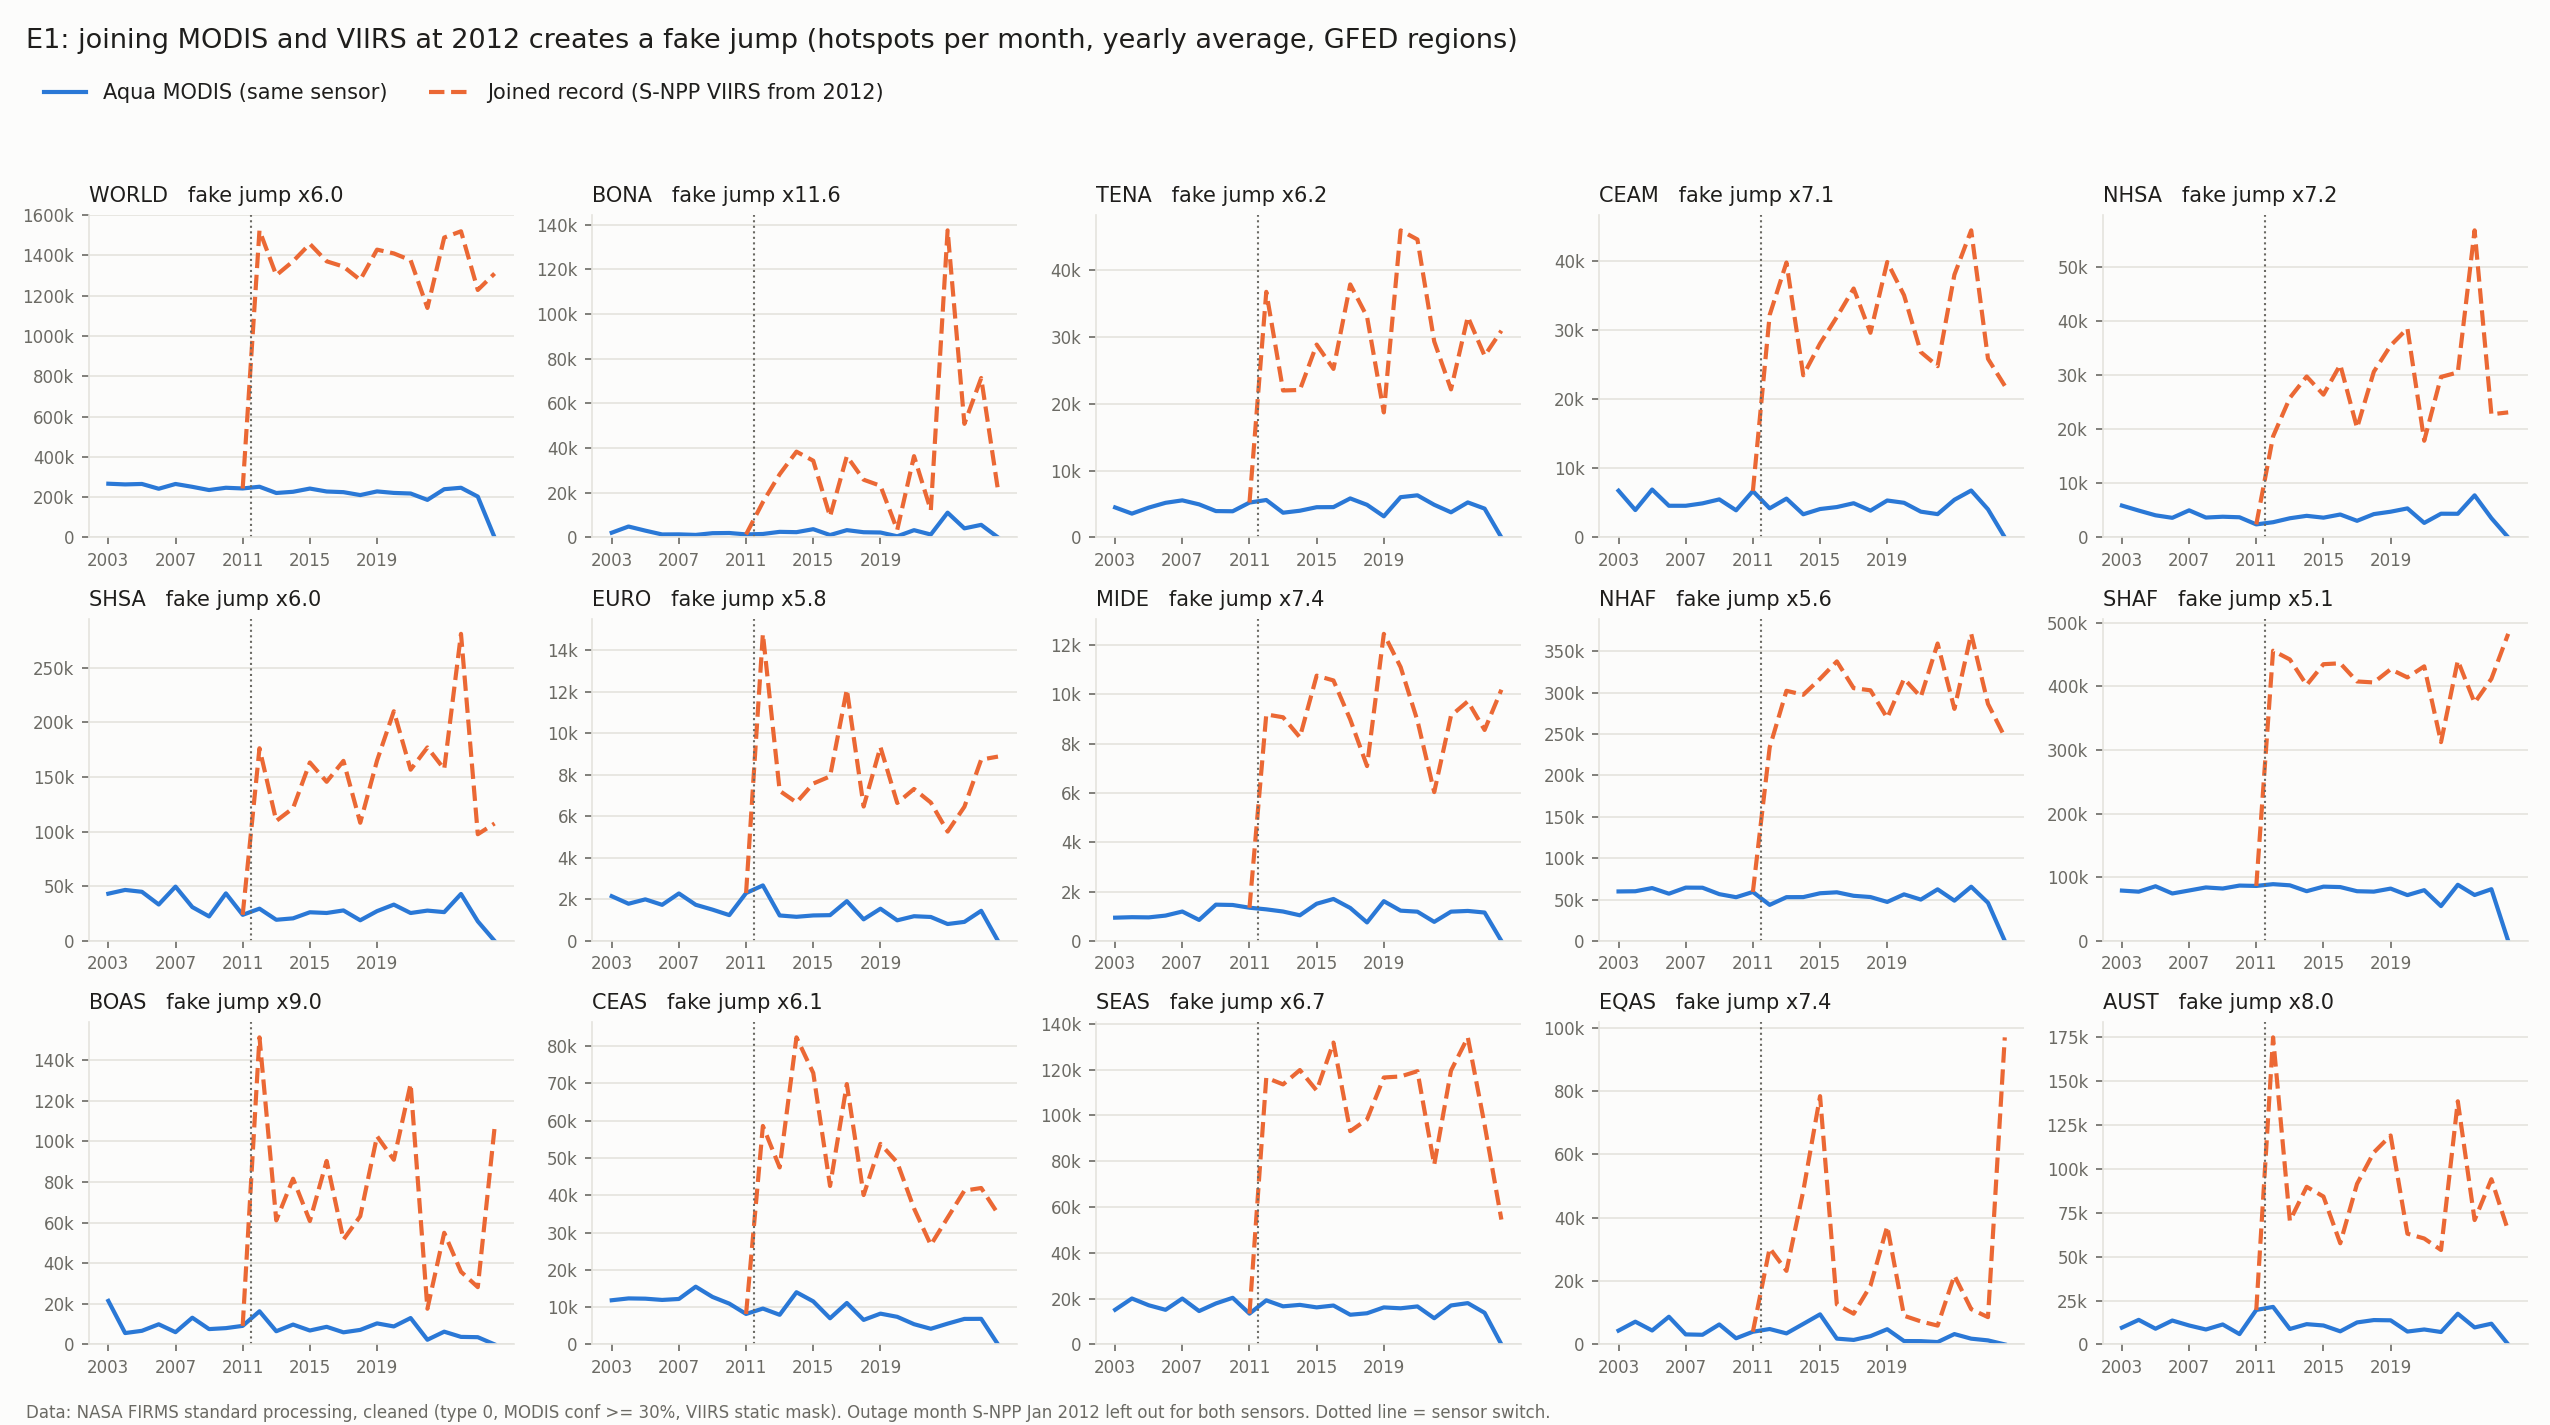 E1: joining MODIS and VIIRS at 2012 creates a fake jump (hotspots per month, yearly average, GFED regions)
Aqua MODIS (same sensor)
Joined record (S-NPP VIIRS from 2012)
WORLD fake jump x6.0
1600k
1400k
1200k
1000k
800k
600k
400k
200k
0
2003 2007 2011 2015 2019
BONA fake jump x11.6
140k
120k
100k
80k
60k
40k
20k
0
2003 2007 2011 2015 2019
TENA fake jump x6.2
40k
30k
20k
10k
0
2003 2007 2011 2015 2019
CEAM fake jump x7.1
40k
30k
20k
10k
0
2003 2007 2011 2015 2019
NHSA fake jump x7.2
50k
40k
30k
20k
10k
0
2003 2007 2011 2015 2019
SHSA fake jump x6.0
250k
200k
150k
100k
50k
0
2003 2007 2011 2015 2019
EURO fake jump x5.8
14k
12k
10k
8k
6k
4k
2k
0
2003 2007 2011 2015 2019
MIDE fake jump x7.4
12k
10k
8k
6k
4k
2k
0
2003 2007 2011 2015 2019
NHAF fake jump x5.6
350k
300k
250k
200k
150k
100k
50k
0
2003 2007 2011 2015 2019
SHAF fake jump x5.1
500k
400k
300k
200k
100k
0
2003 2007 2011 2015 2019
BOAS fake jump x9.0
140k
120k
100k
80k
60k
40k
20k
0
2003 2007 2011 2015 2019
CEAS fake jump x6.1
80k
70k
60k
50k
40k
30k
20k
10k
0
2003 2007 2011 2015 2019
SEAS fake jump x6.7
140k
120k
100k
80k
60k
40k
20k
0
2003 2007 2011 2015 2019
EQAS fake jump x7.4
100k
80k
60k
40k
20k
0
2003 2007 2011 2015 2019
AUST fake jump x8.0
175k
150k
125k
100k
75k
50k
25k
0
2003 2007 2011 2015 2019
Data: NASA FIRMS standard processing, cleaned (type 0, MODIS conf >= 30%, VIIRS static mask). Outage month S-NPP Jan 2012 left out for both sensors. Dotted line = sensor switch.